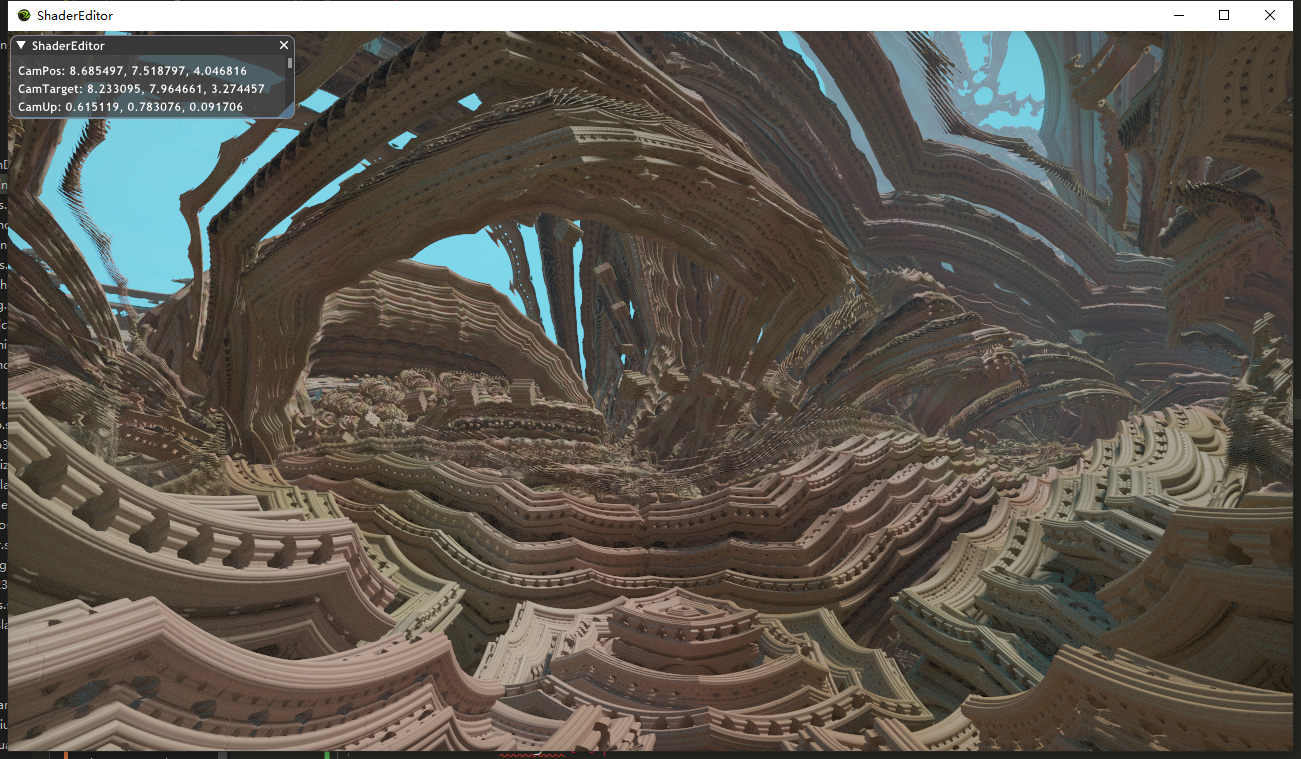 ShaderEditor
ShaderEditor
CamPos: 8.685497, 7.518797, 4.046816
CamTarget: 8.233095, 7.964661, 3.274457
CamUp: 0.615119, 0.783076, 0.091706